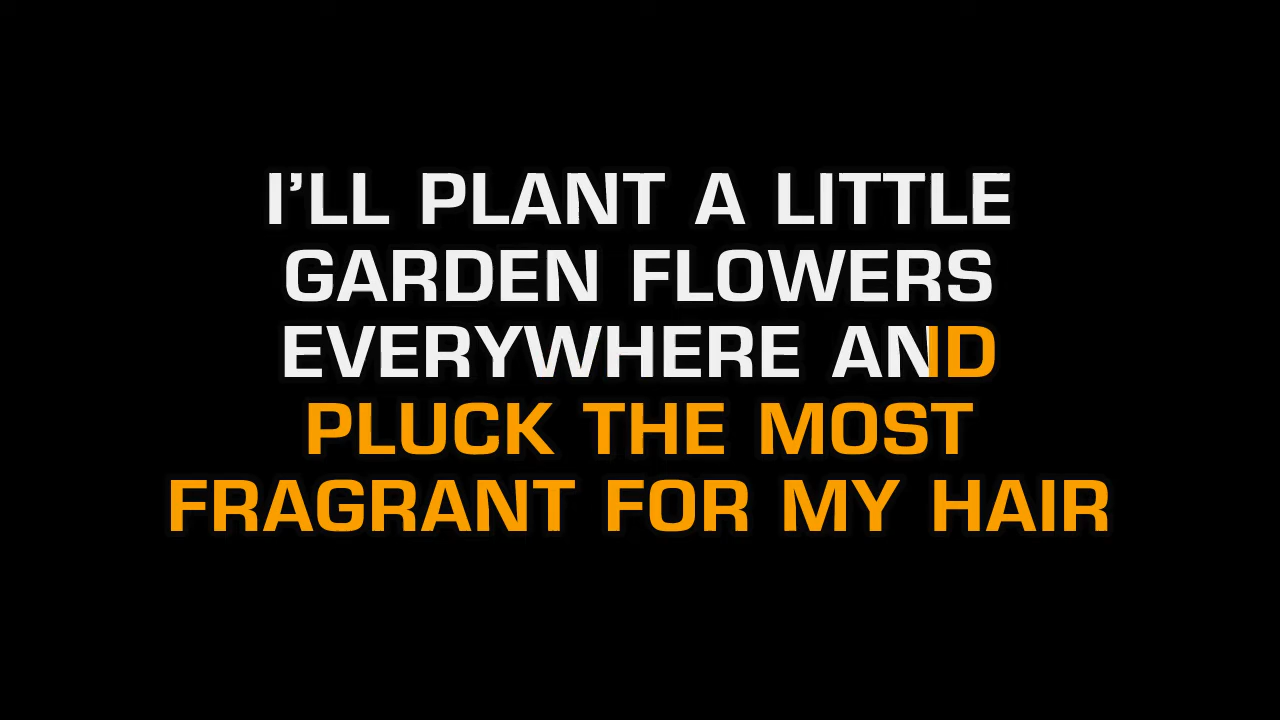 I'LL PLANT A LITTLE
GARDEN FLOWERS
EVERYWHERE AND
PLUCK THE MOST
FRAGRANT FOR MY HAIR